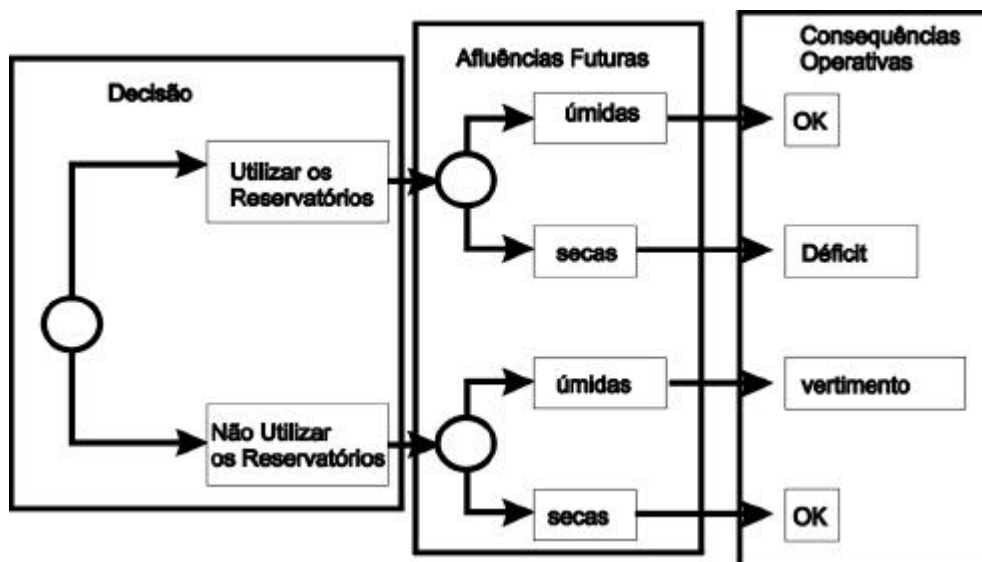 Decisão
Utilizar os
Reservatórios
Não Utilizar
os Reservatórios
Afluências Futuras
úmidas
secas
úmidas
secas
Consequências
Operativas
OK
Déficit
vertimento
OK